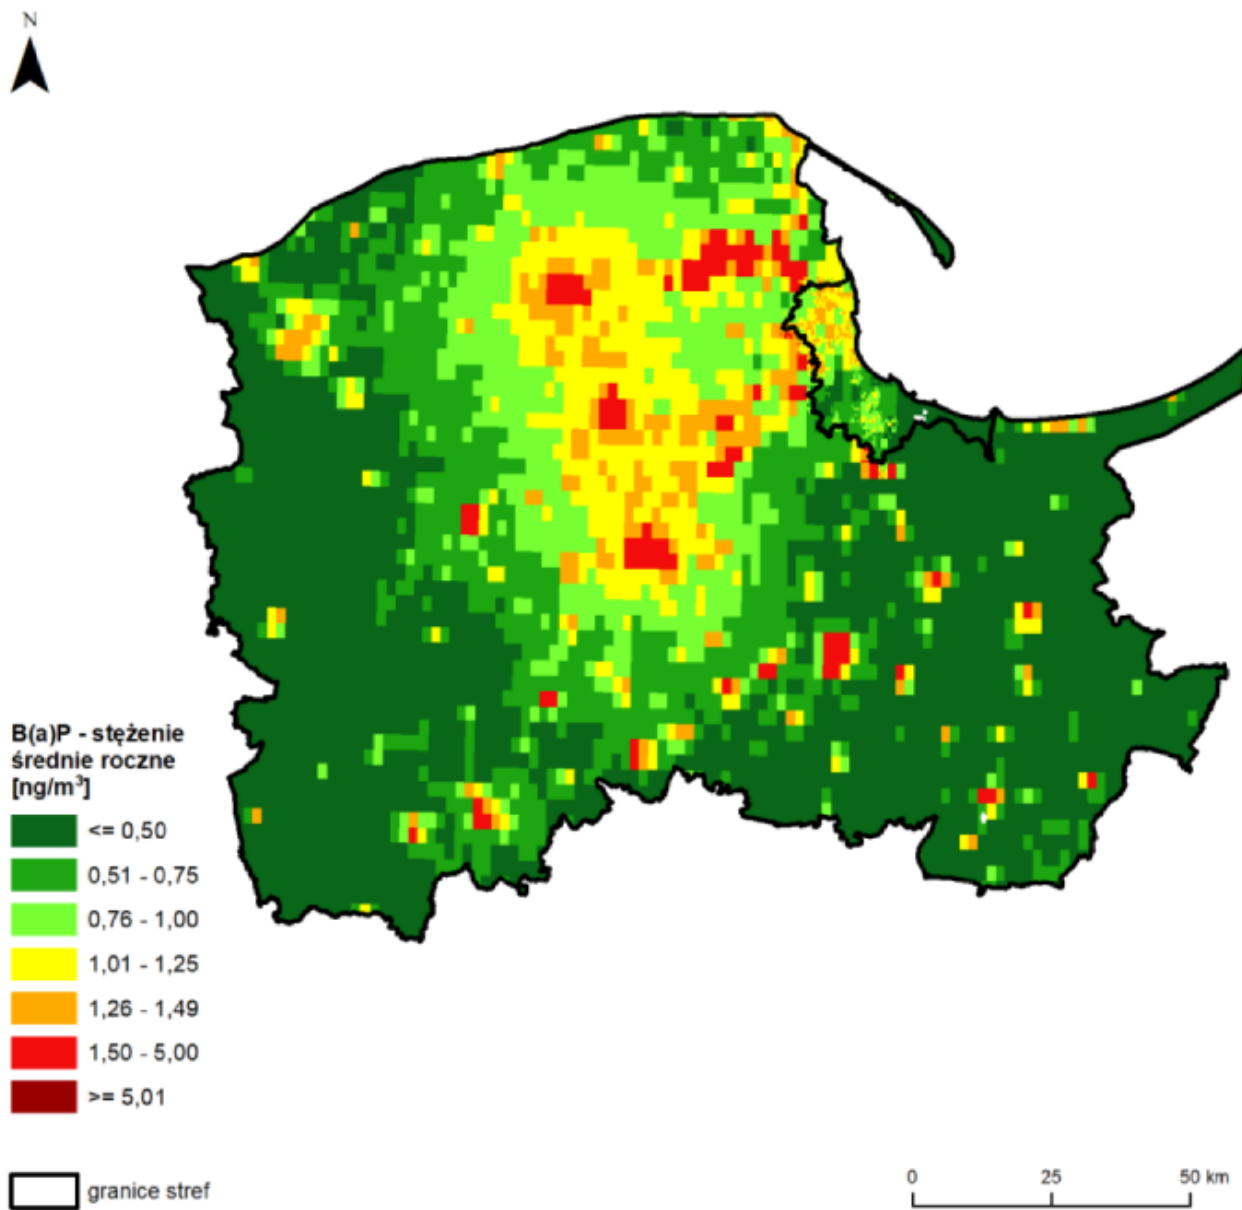 N
B(a)P - stężenie
średnie roczne
[ng/m³]
<= 0,50
0,51 - 0,75
0,76 - 1,00
1,01 - 1,25
1,26 - 1,49
1,50 - 5,00
>= 5,01
granice stref
0 25 50 km